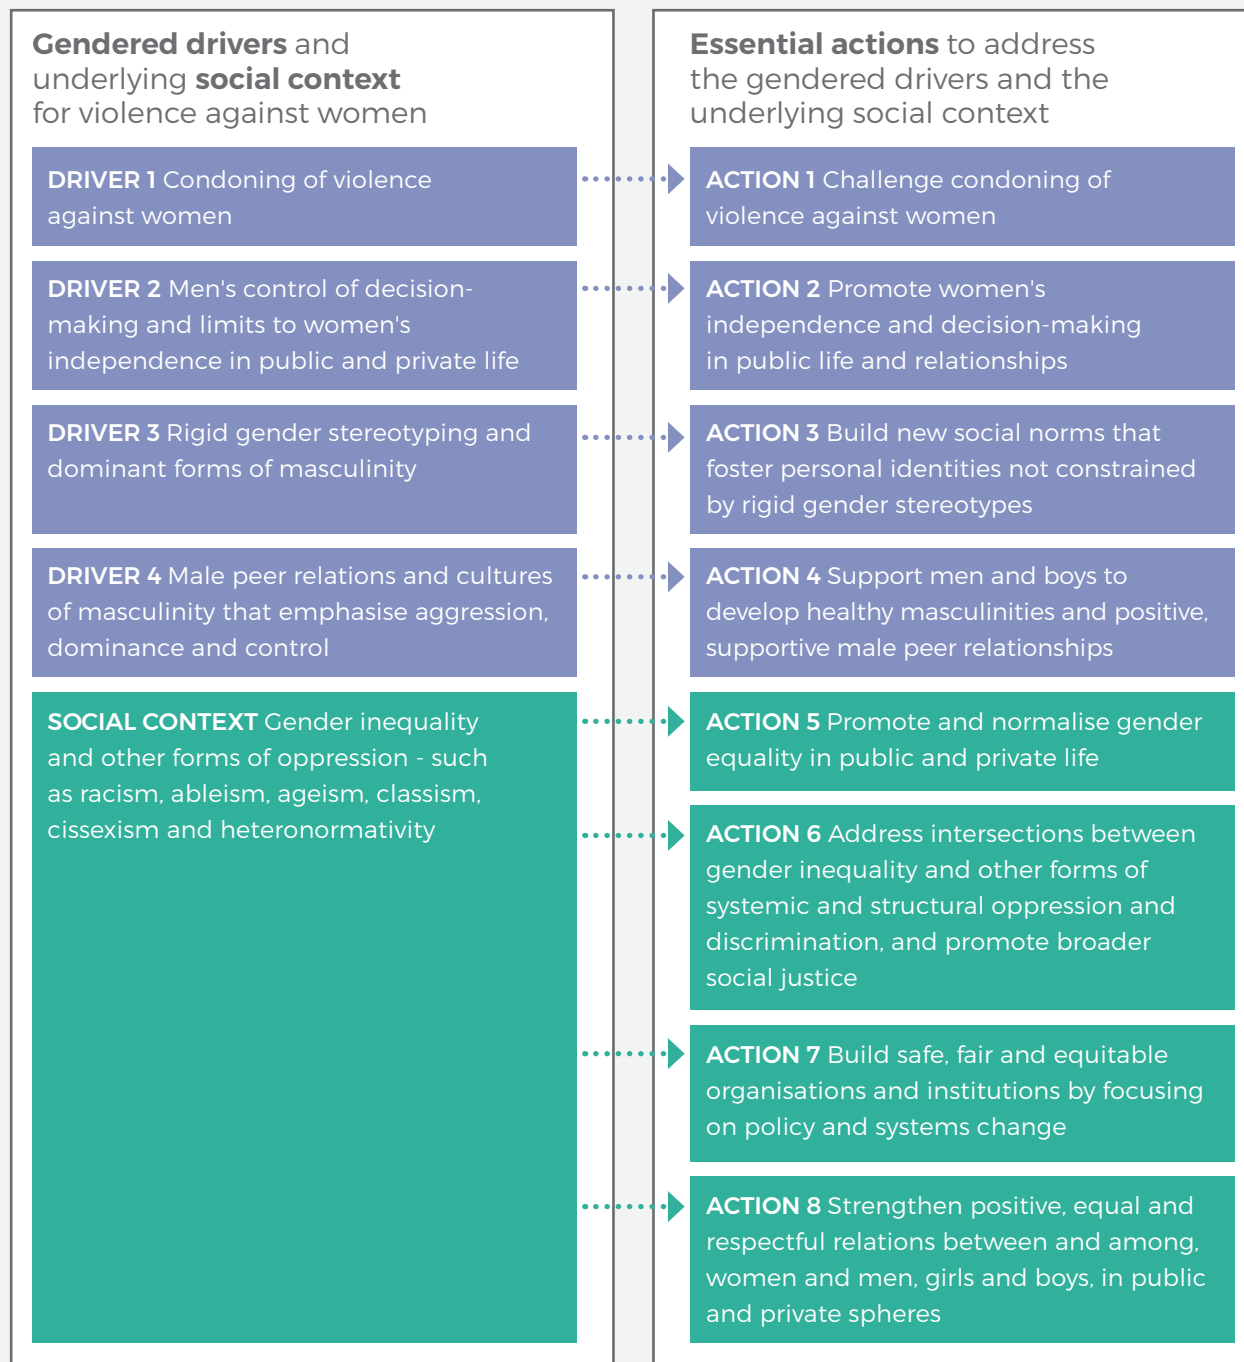 Gendered drivers and
underlying social context
for violence against women
DRIVER 1 Condoning of violence
against women
DRIVER 2 Men's control of decision-
making and limits to women's
independence in public and private life
DRIVER 3 Rigid gender stereotyping and
dominant forms of masculinity
DRIVER 4 Male peer relations and cultures
of masculinity that emphasise aggression,
dominance and control
SOCIAL CONTEXT Gender inequality
and other forms of oppression - such
as racism, ableism, ageism, classism,
cissexism and heteronormativity
Essential actions to address
the gendered drivers and the
underlying social context
ACTION 1 Challenge condoning of
violence against women
ACTION 2 Promote women's
independence and decision-making
in public life and relationships
ACTION 3 Build new social norms that
foster personal identities not constrained
by rigid gender stereotypes
ACTION 4 Support men and boys to
develop healthy masculinities and positive,
supportive male peer relationships
ACTION 5 Promote and normalise gender
equality in public and private life
ACTION 6 Address intersections between
gender inequality and other forms of
systemic and structural oppression and
discrimination, and promote broader
social justice
ACTION 7 Build safe, fair and equitable
organisations and institutions by focusing
on policy and systems change
ACTION 8 Strengthen positive, equal and
respectful relations between and among,
women and men, girls and boys, in public
and private spheres